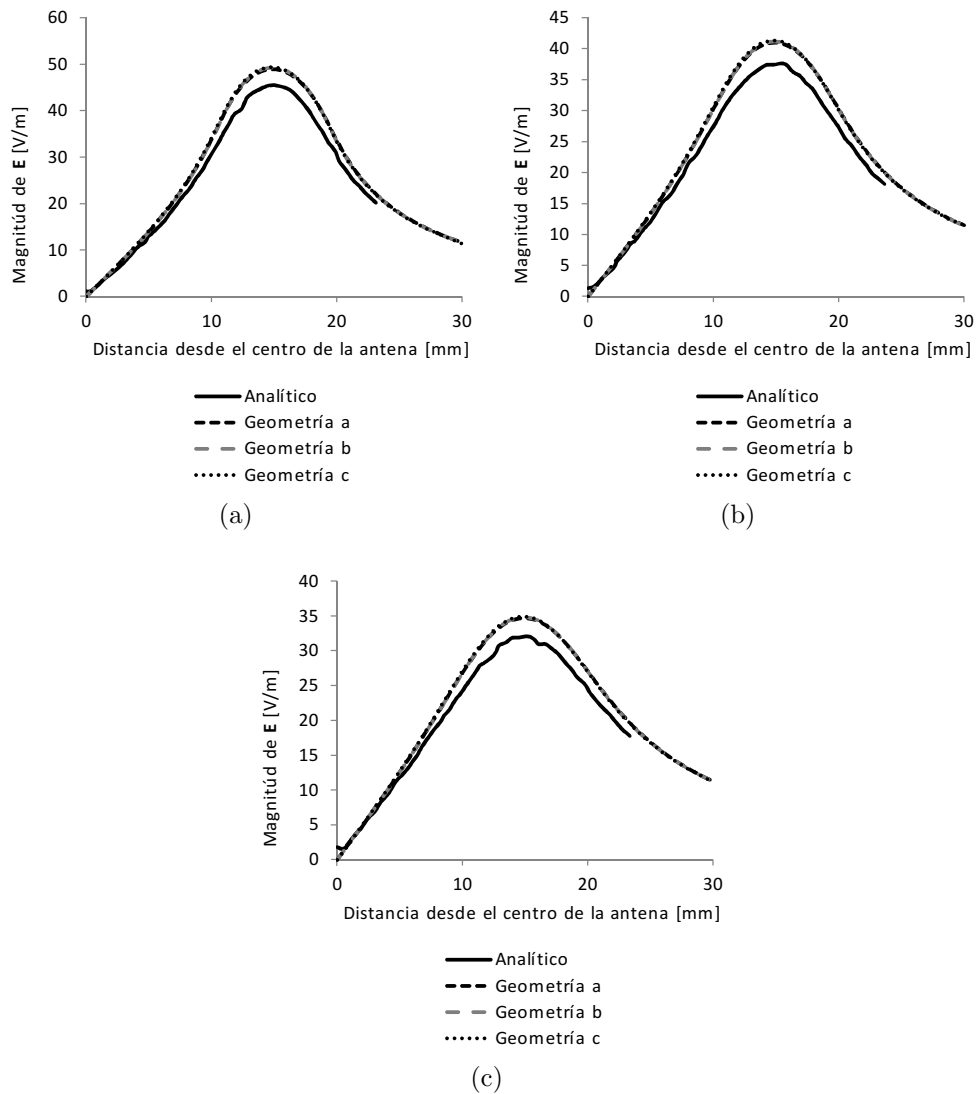 60
50
40
30
20
10
0
Magnitúd de E [V/m]
0 10 20 30
Distancia desde el centro de la antena [mm]
Analítico
Geometría a
Geometría b
Geometría c
(a)
45
40
35
30
25
20
15
10
5
0
Magnitúd de E [V/m]
0 10 20 30
Distancia desde el centro de la antena [mm]
Analítico
Geometría a
Geometría b
Geometría c
(b)
40
35
30
25
20
15
10
5
0
Magnitúd de E [V/m]
0 10 20 30
Distancia desde el centro de la antena [mm]
Analítico
Geometría a
Geometría b
Geometría c
(c)